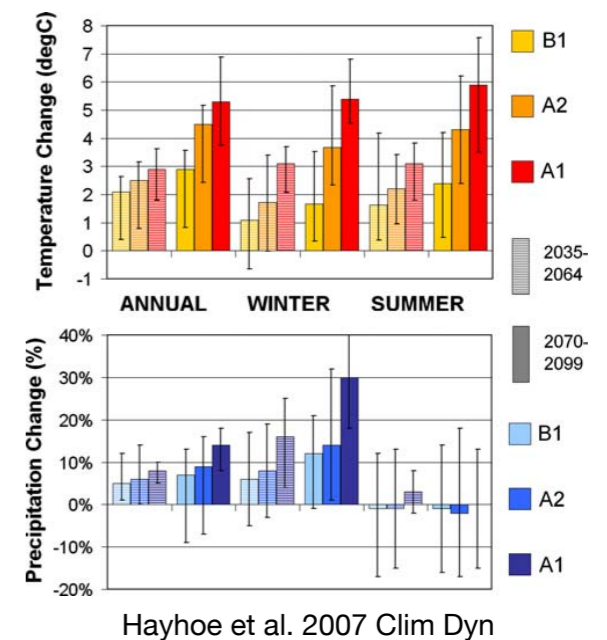 Temperature Change (degC)
8
7
6
5
4
3
2
1
0
-1
ANNUAL WINTER SUMMER
B1
A2
A1
2035-
2064
2070-
2099
Precipitation Change (%)
40%
30%
20%
10%
0%
-10%
-20%
B1
A2
A1
Hayhoe et al. 2007 Clim Dyn